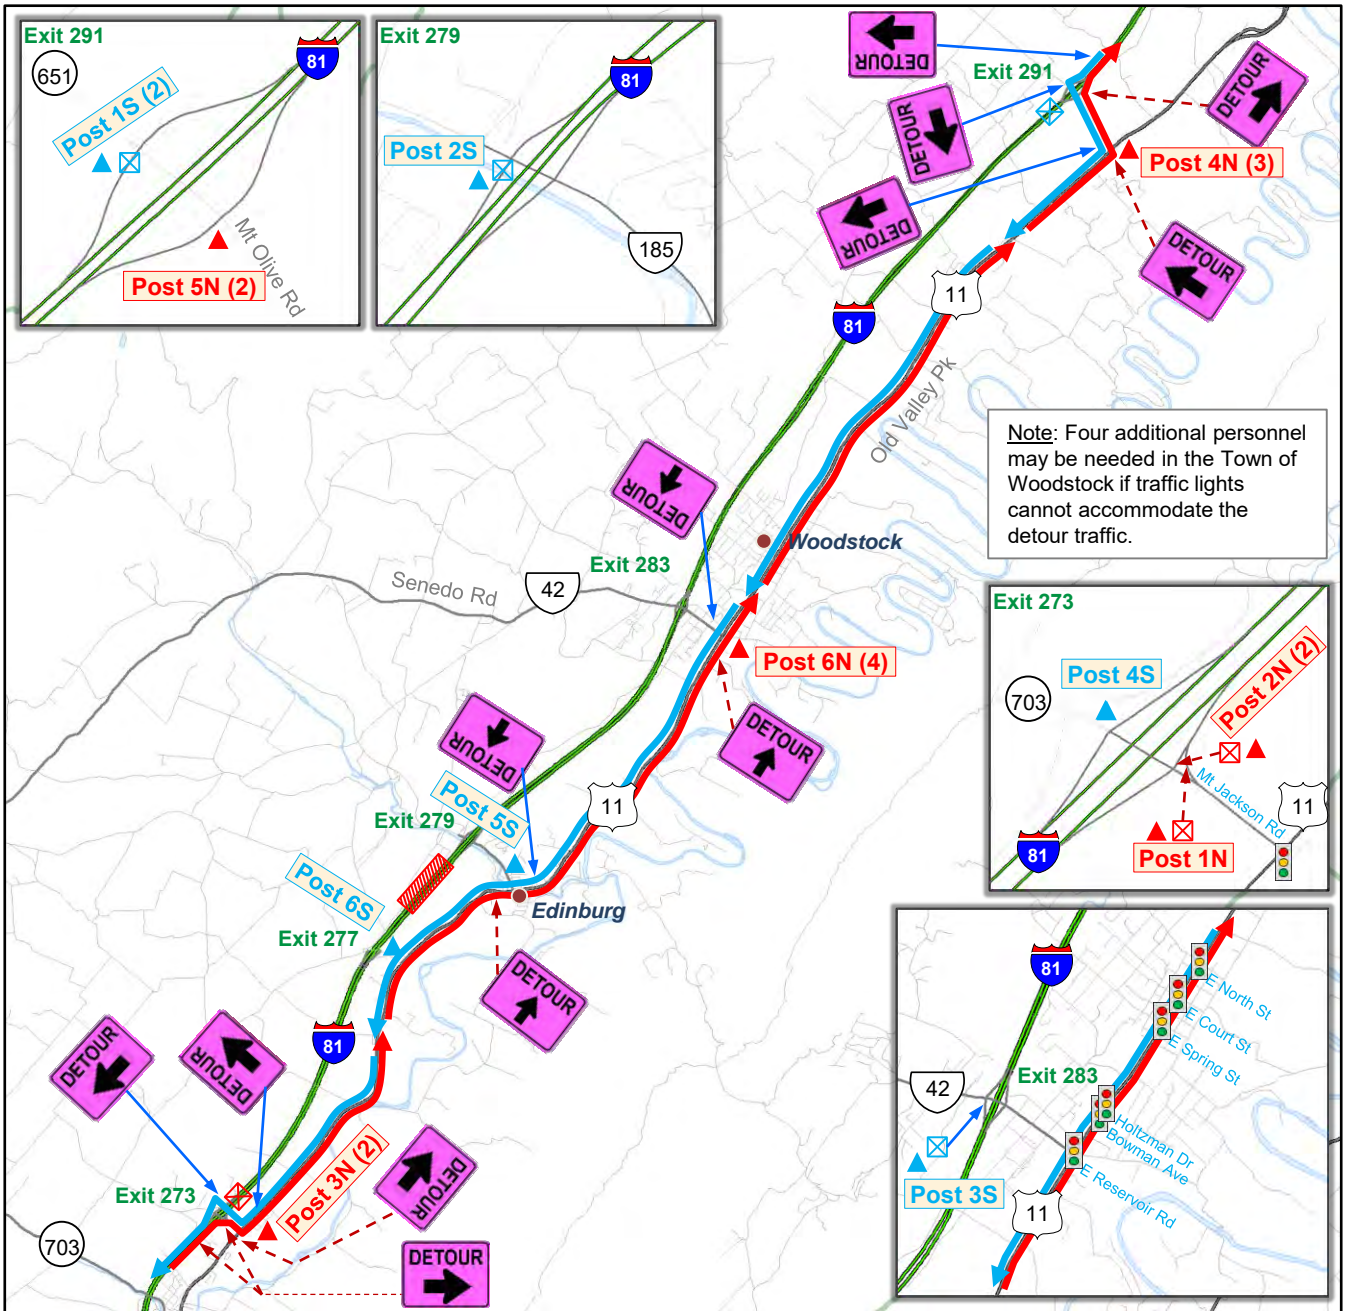 Exit 291
651
81
Post 1S (2)
Mt Olive Rd
Post 5N (2)
Exit 279
81
Post 2S
185
DETOUR
Exit 291
DETOUR
DETOUR
DETOUR
Post 4N (3)
DETOUR
11
81
Old Valley Pk
Note: Four additional personnel
may be needed in the Town of
Woodstock if traffic lights
cannot accommodate the
detour traffic.
DETOUR
Woodstock
Exit 283
Senedo Rd
42
Post 6N (4)
DETOUR
DETOUR
Post 5S
11
Exit 279
Post 6S
Edinburg
Exit 277
DETOUR
81
DETOUR
DETOUR
Exit 273
Post 3N (2)
DETOUR
703
DETOUR
Exit 273
Post 4S
Post 2N (2)
703
Mt Jackson Rd
11
81
Post 1N
81
E North St
E Court St
E Spring St
Exit 283
42
Holtzman Dr
Bowman Ave
E Reservoir Rd
Post 3S
11